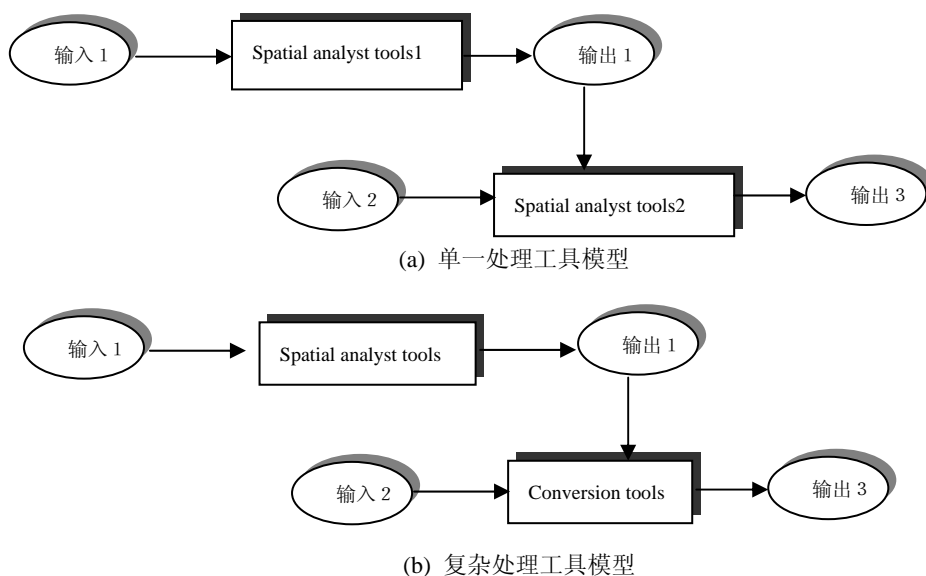 输入 1
Spatial analyst tools1
输出 1
输入 2
Spatial analyst tools2
输出 3
(a) 单一处理工具模型
输入 1
Spatial analyst tools
输出 1
输入 2
Conversion tools
输出 3
(b) 复杂处理工具模型